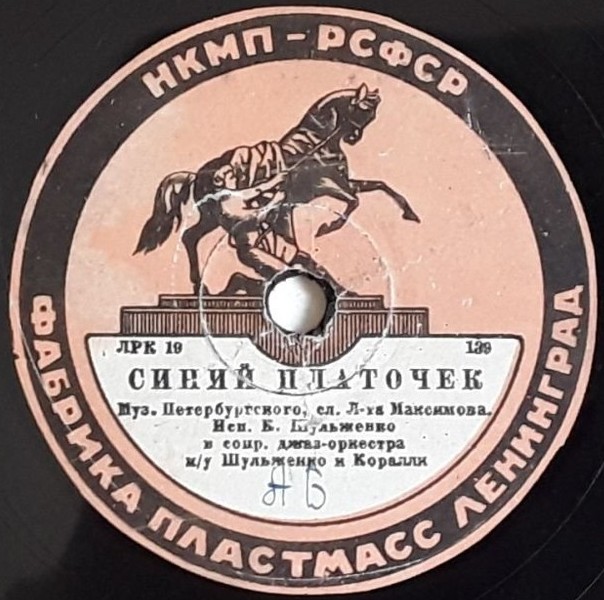 НКМП - РСФСР
ЛРК 19 139
СИНИЙ ПЛАТОЧЕК
Муз. Петербургского, сл. Л-та Максимова.
Исп. Б. Шульженко
в сопр. джаз-оркестра
п/у Шульженко и Коралли
АБ
ФАБРИКА ПЛАСТМАСС ЛЕНИНГРАД